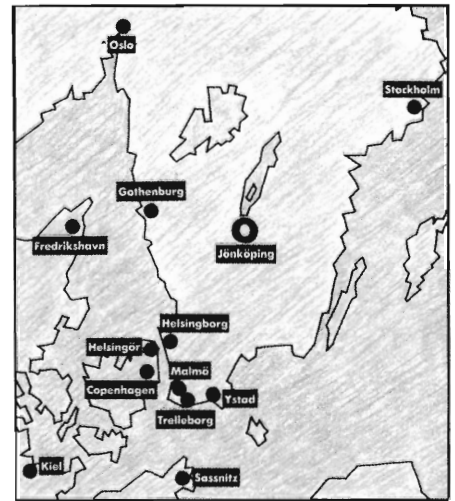 Oslo
Stockholm
Gothenburg
Fredrikshavn
Jönköping
Helsingborg
Helsingör
Malmö
Copenhagen
Ystad
Trelleborg
Kiel
Sassnitz